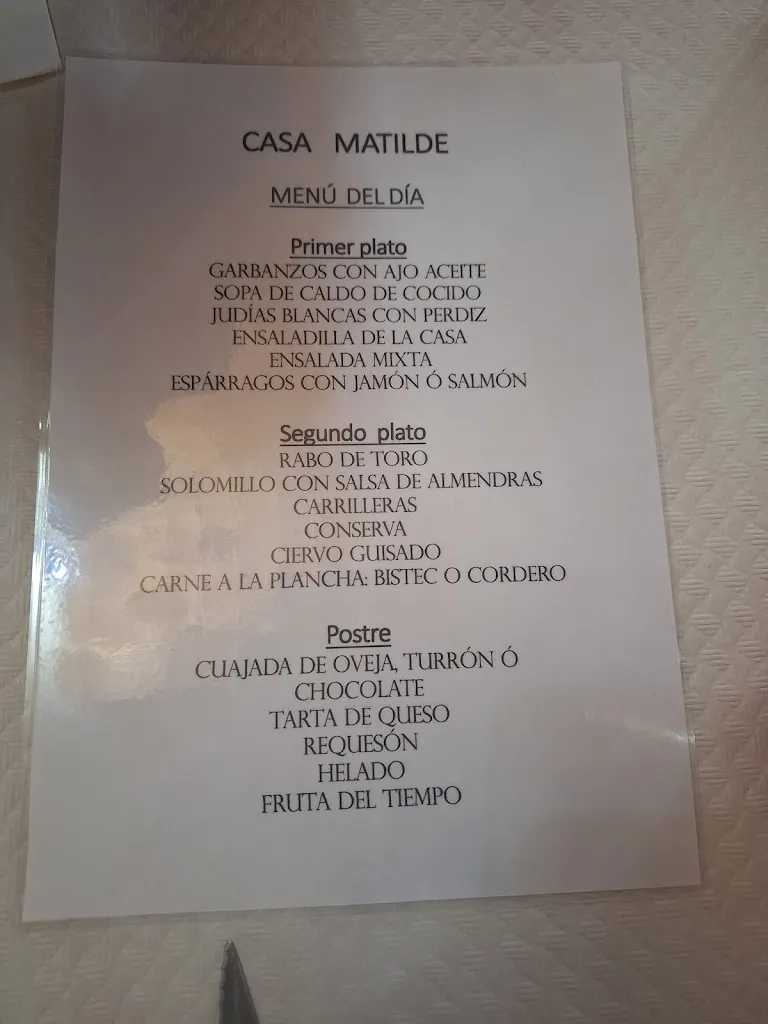 CASA MATILDE
MENÚ DEL DÍA
Primer plato
GARBANZOS CON AJO ACEITE
SOPA DE CALDO DE COCIDO
JUDÍAS BLANCAS CON PERDIZ
ENSALADILLA DE LA CASA
ENSALADA MIXTA
ESPÁRRAGOS CON JAMÓN Ó SALMÓN
Segundo plato
RABO DE TORO
SOLOMILLO CON SALSA DE ALMENDRAS
CARRILLERAS
CONSERVA
CIERVO GUISADO
CARNE A LA PLANCHA: BISTEC O CORDERO
Postre
CUAJADA DE OVEJA, TURRÓN Ó
CHOCOLATE
TARTA DE QUESO
REQUESÓN
HELADO
FRUTA DEL TIEMPO